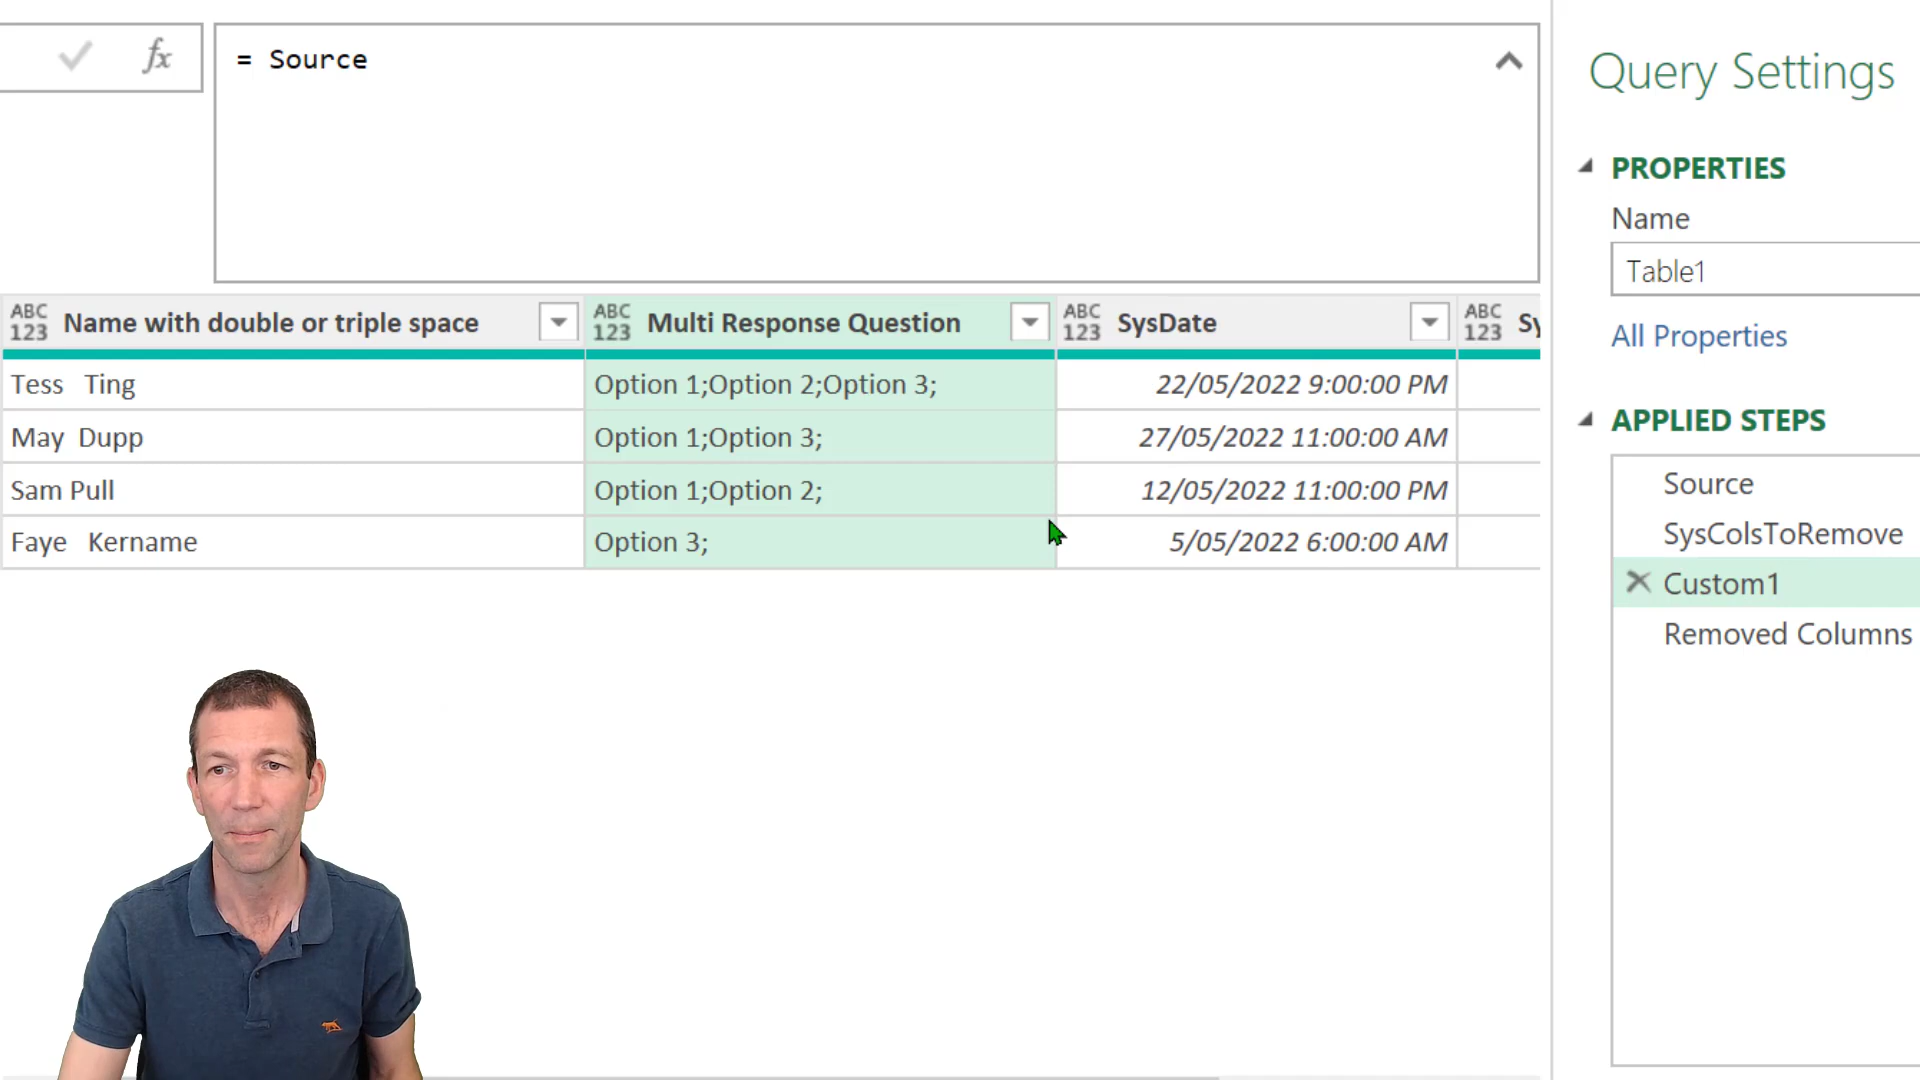 fx
= Source
Query Settings
PROPERTIES
Name
Table1
All Properties
APPLIED STEPS
Source
SysColsToRemove
Custom1
Removed Columns
ABC 123 Name with double or triple space ABC 123 Multi Response Question ABC 123 SysDate ABC 123 Sy
Tess   Ting Option 1;Option 2;Option 3; 22/05/2022 9:00:00 PM
May  Dupp Option 1;Option 3; 27/05/2022 11:00:00 AM
Sam Pull Option 1;Option 2; 12/05/2022 11:00:00 PM
Faye   Kername Option 3; 5/05/2022 6:00:00 AM